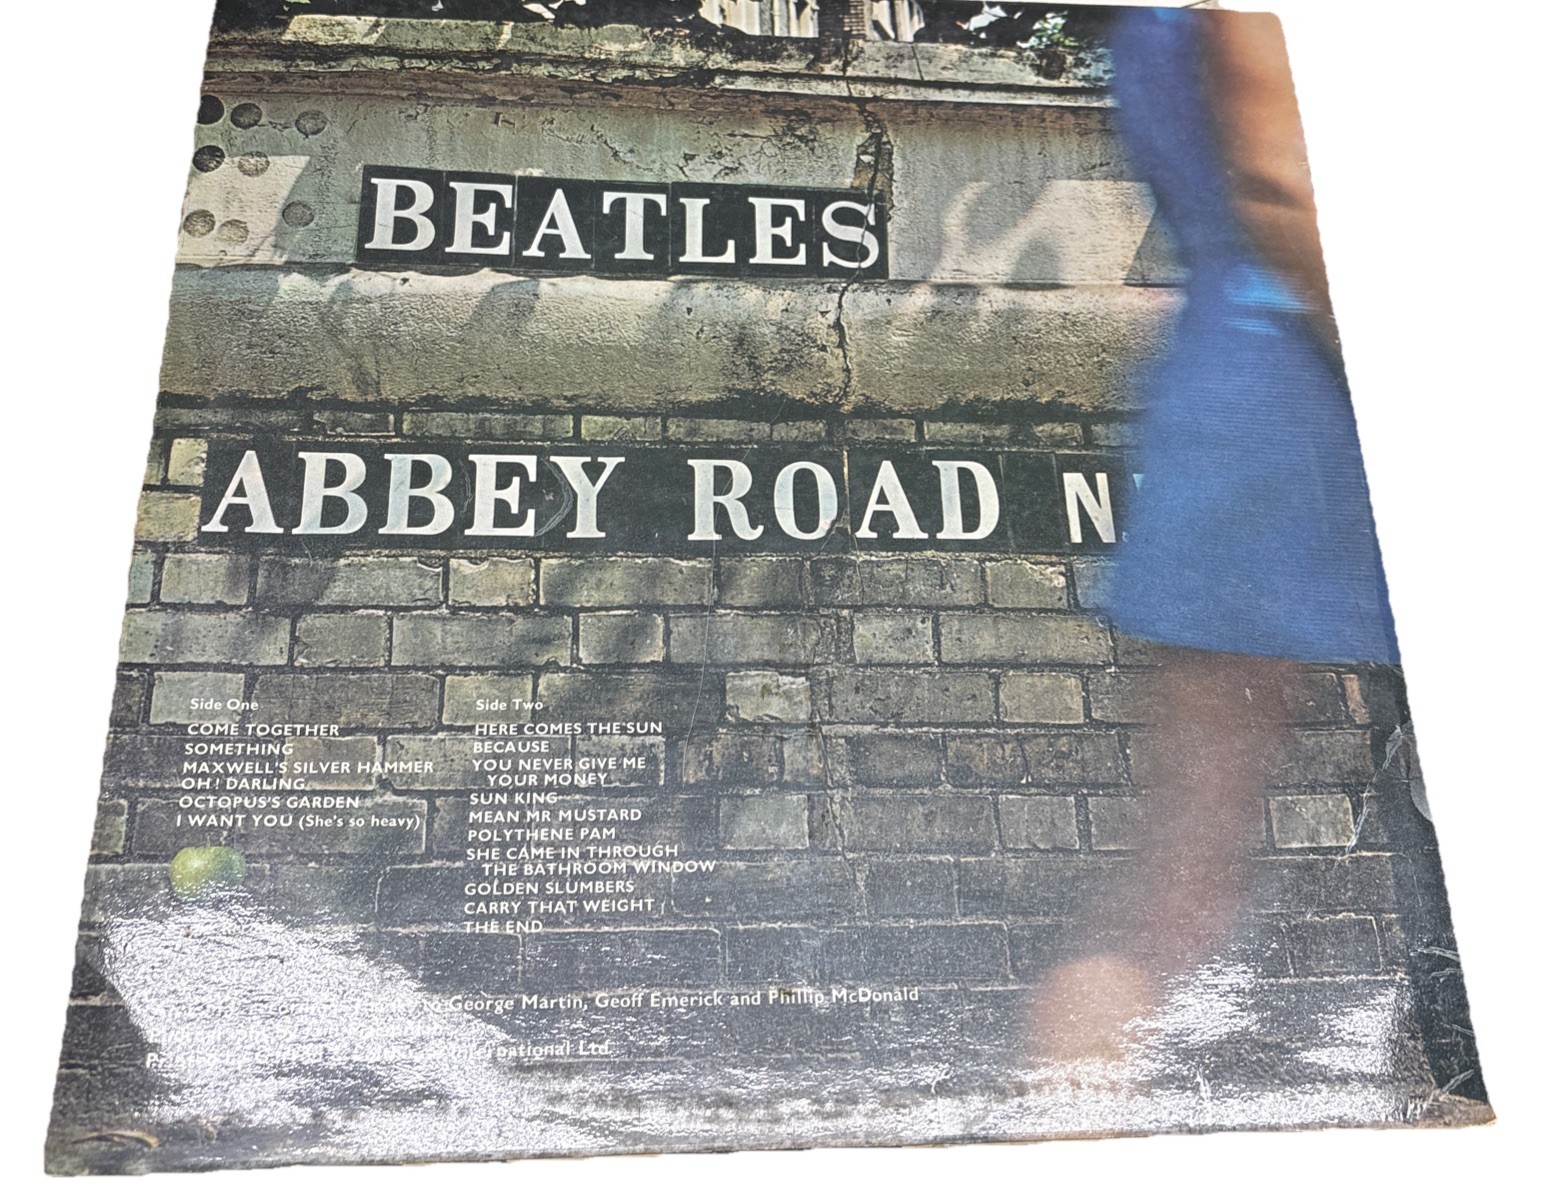 BEATLES
ABBEY ROAD N
Side One
COME TOGETHER
SOMETHING
MAXWELL'S SILVER HAMMER
OH! DARLING
OCTOPUS'S GARDEN
I WANT YOU (She's so heavy)
Side Two
HERE COMES THE SUN
BECAUSE
YOU NEVER GIVE ME
YOUR MONEY
SUN KING
MEAN MR MUSTARD
POLYTHENE PAM
SHE CAME IN THROUGH
THE BATHROOM WINDOW
GOLDEN SLUMBERS
CARRY THAT WEIGHT
THE END
to George Martin, Geoff Emerick and Phillip McDonald
Ltd